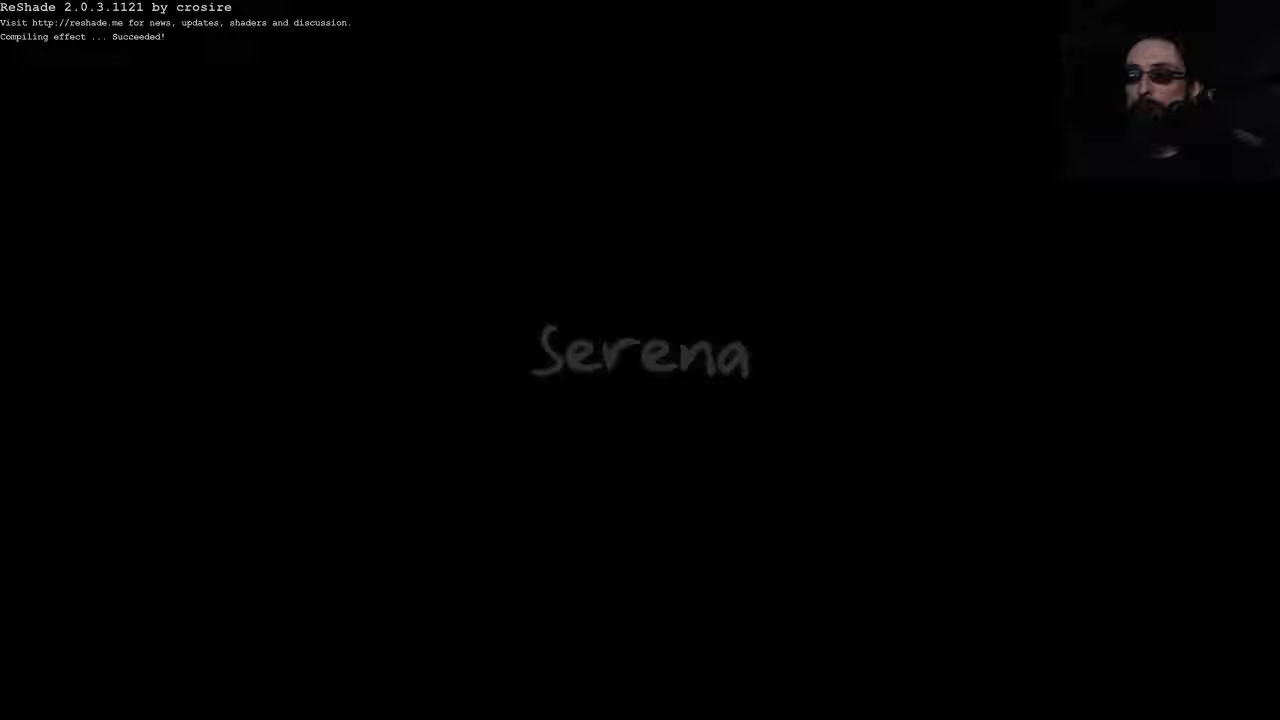 ReShade 2.0.3.1121 by crosire
Visit http://reshade.me for news, updates, shaders and discussion.
Compiling effect ... Succeeded!
Serena